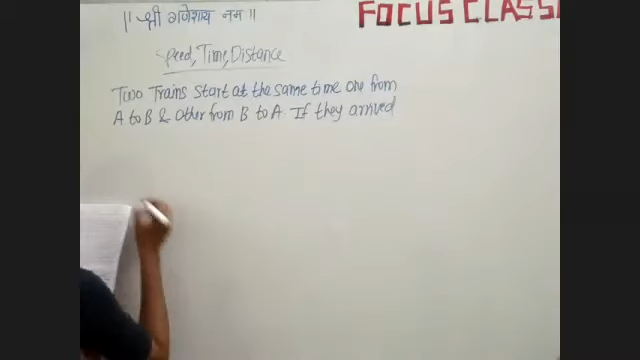 || श्री गणेशाय नम ||
FOCUS CLASS
Speed, Time, Distance
Two Trains start at the same time one from
A to B & other from B to A. If they arrived